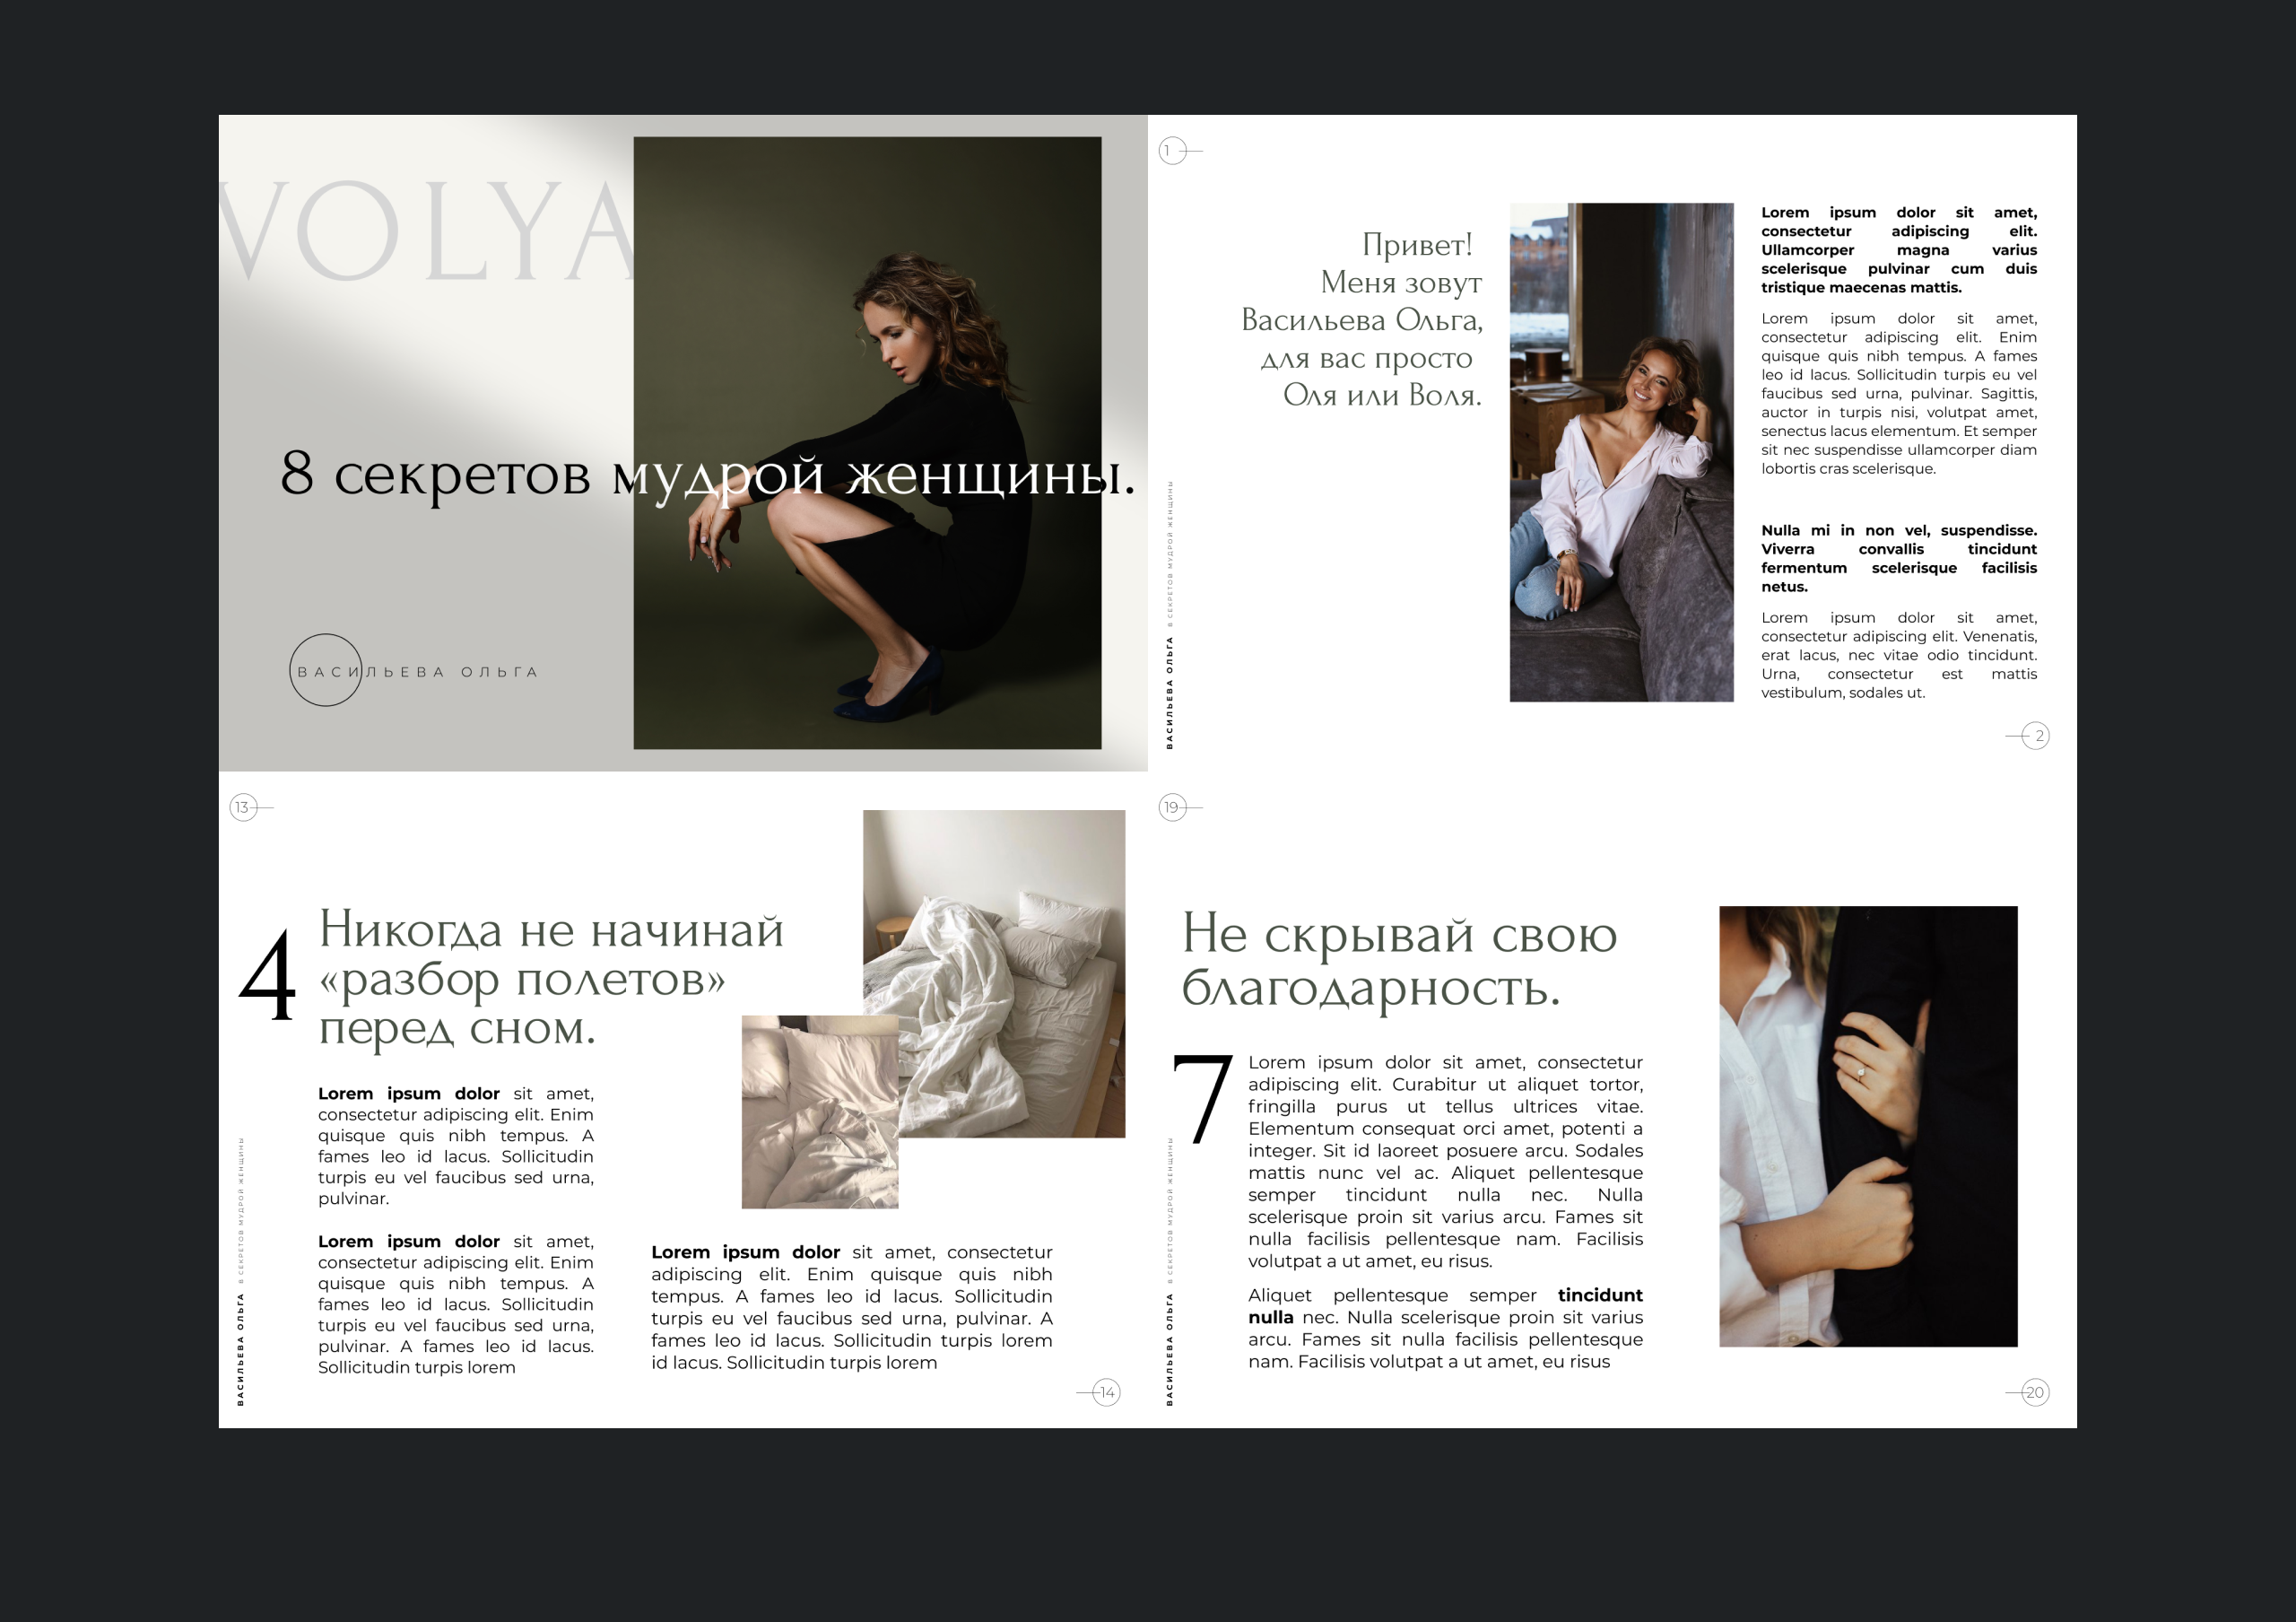 VOLYA
8 секретов мудрой женщины.
ВАСИЛЬЕВА ОЛЬГА
1
Привет!
Меня зовут
Васильева Ольга,
для вас просто
Оля или Воля.
Lorem ipsum dolor sit amet,
consectetur adipiscing elit.
Ullamcorper magna varius
scelerisque pulvinar cum duis
tristique maecenas mattis.
Lorem ipsum dolor sit amet,
consectetur adipiscing elit. Enim
quisque quis nibh tempus. A fames
leo id lacus. Sollicitudin turpis eu vel
faucibus sed urna, pulvinar. Sagittis,
auctor in turpis nisi, volutpat amet,
senectus lacus elementum. Et semper
sit nec suspendisse ullamcorper diam
lobortis cras scelerisque.
Nulla mi in non vel, suspendisse.
Viverra convallis tincidunt
fermentum scelerisque facilisis
netus.
Lorem ipsum dolor sit amet,
consectetur adipiscing elit. Venenatis,
erat lacus, nec vitae odio tincidunt.
Urna, consectetur est mattis
vestibulum, sodales ut.
ВАСИЛЬЕВА ОЛЬГА 8 СЕКРЕТОВ МУДРОЙ ЖЕНЩИНЫ
2
13
4
Никогда не начинай
«разбор полетов»
перед сном.
Lorem ipsum dolor sit amet,
consectetur adipiscing elit. Enim
quisque quis nibh tempus. A
fames leo id lacus. Sollicitudin
turpis eu vel faucibus sed urna,
pulvinar.
Lorem ipsum dolor sit amet,
consectetur adipiscing elit. Enim
quisque quis nibh tempus. A
fames leo id lacus. Sollicitudin
turpis eu vel faucibus sed urna,
pulvinar. A fames leo id lacus.
Sollicitudin turpis lorem
Lorem ipsum dolor sit amet, consectetur
adipiscing elit. Enim quisque quis nibh
tempus. A fames leo id lacus. Sollicitudin
turpis eu vel faucibus sed urna, pulvinar. A
fames leo id lacus. Sollicitudin turpis lorem
id lacus. Sollicitudin turpis lorem
ВАСИЛЬЕВА ОЛЬГА 8 СЕКРЕТОВ МУДРОЙ ЖЕНЩИНЫ
14
19
Не скрывай свою
благодарность.
7
Lorem ipsum dolor sit amet, consectetur
adipiscing elit. Curabitur ut aliquet tortor,
fringilla purus ut tellus ultrices vitae.
Elementum consequat orci amet, potenti a
integer. Sit id laoreet posuere arcu. Sodales
mattis nunc vel ac. Aliquet pellentesque
semper tincidunt nulla nec. Nulla
scelerisque proin sit varius arcu. Fames sit
nulla facilisis pellentesque nam. Facilisis
volutpat a ut amet, eu risus.
Aliquet pellentesque semper tincidunt
nulla nec. Nulla scelerisque proin sit varius
arcu. Fames sit nulla facilisis pellentesque
nam. Facilisis volutpat a ut amet, eu risus
ВАСИЛЬЕВА ОЛЬГА 8 СЕКРЕТОВ МУДРОЙ ЖЕНЩИНЫ
20